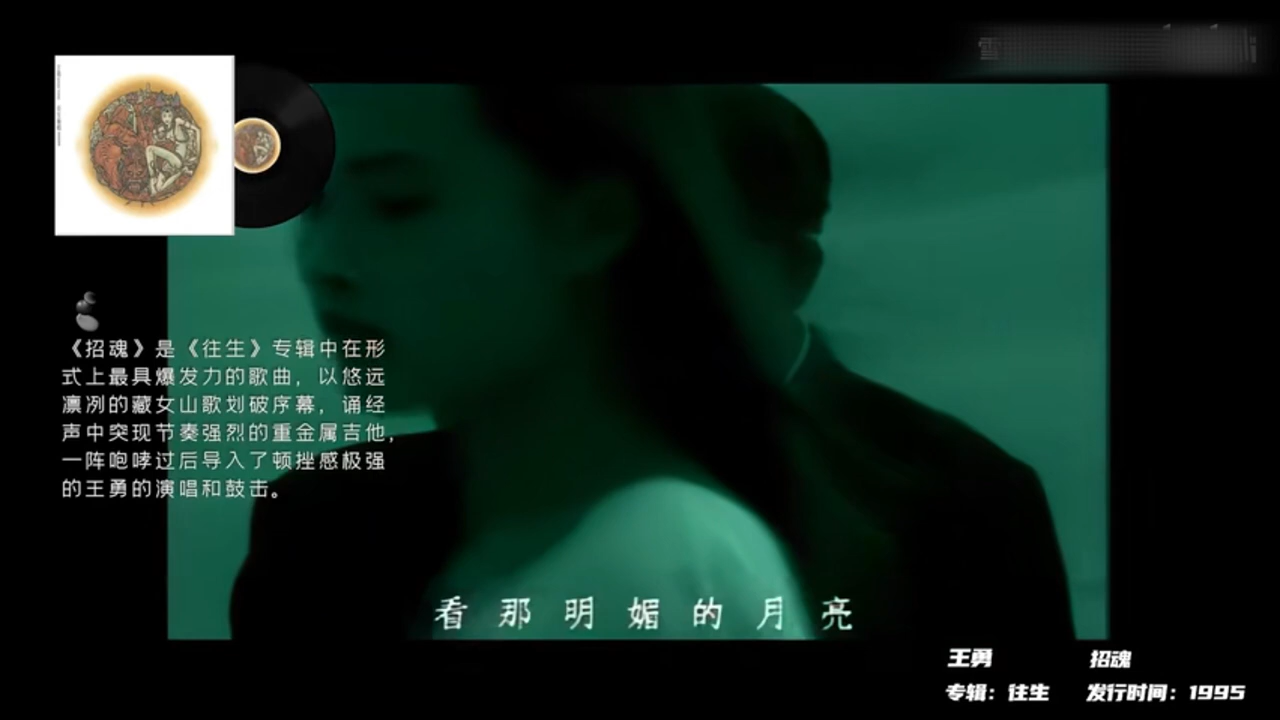 《招魂》是《往生》专辑中在形
式上最具爆发力的歌曲，以悠远
凛冽的藏女山歌划破序幕，诵经
声中突现节奏强烈的重金属吉他，
一阵咆哮过后导入了顿挫感极强
的王勇的演唱和鼓击。
看那明媚的月亮
王勇 招魂
专辑：往生 发行时间：1995